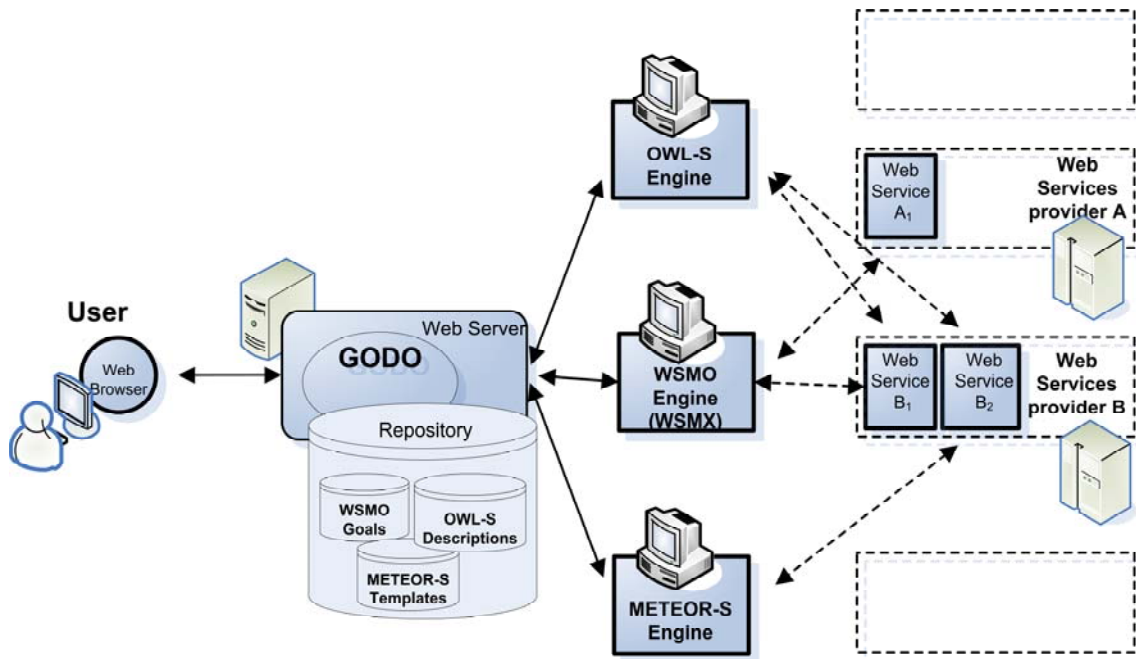 User
Web
Browser
Web Server
GODO
Repository
WSMO
Goals
OWL-S
Descriptions
METEOR-S
Templates
OWL-S
Engine
WSMO
Engine
(WSMX)
METEOR-S
Engine
Web
Service
A1
Web
Services
provider A
Web
Service
B1
Web
Service
B2
Web
Services
provider B